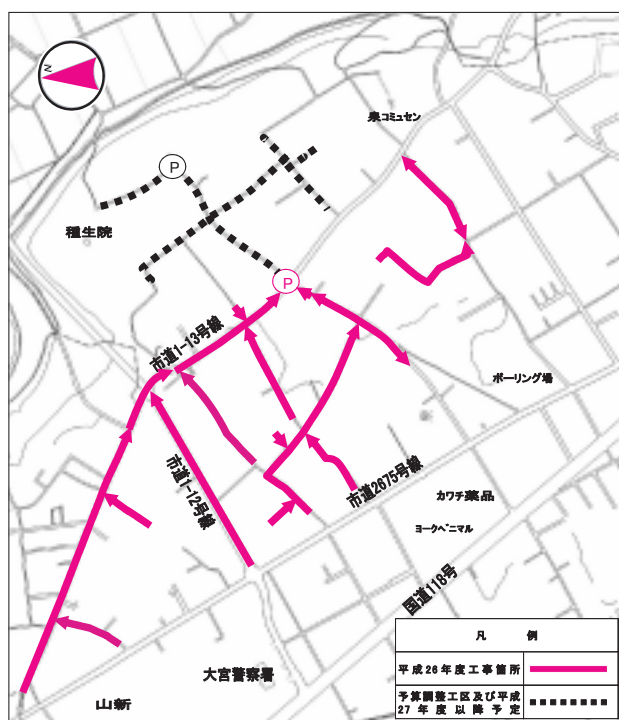 N
泉コミュセン
P
種生院
P
市道1-13号線
ボーリング場
市道1-12号線
市道2675号線
カワチ薬品
ヨークベニマル
国道118号
大宮警察署
山新
凡 例
平成26年度工事箇所
予算調整工区及び平成
27年度以降予定